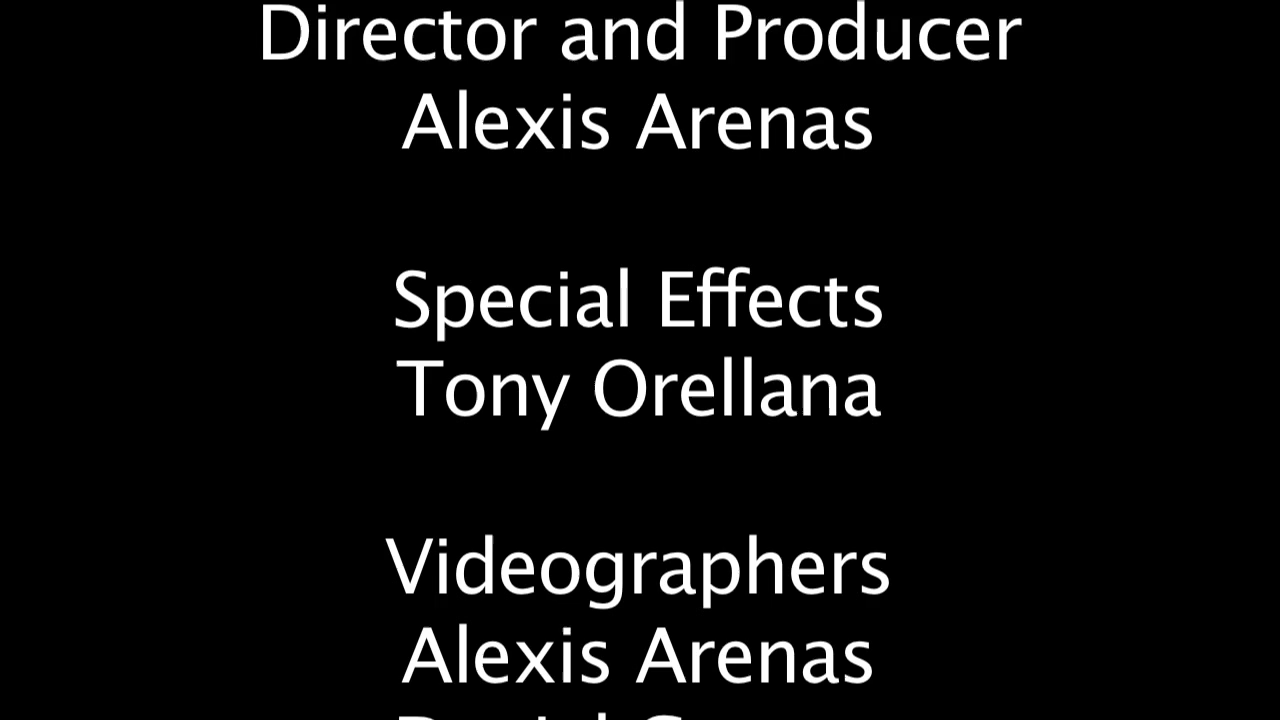 Director and Producer
Alexis Arenas
Special Effects
Tony Orellana
Videographers
Alexis Arenas